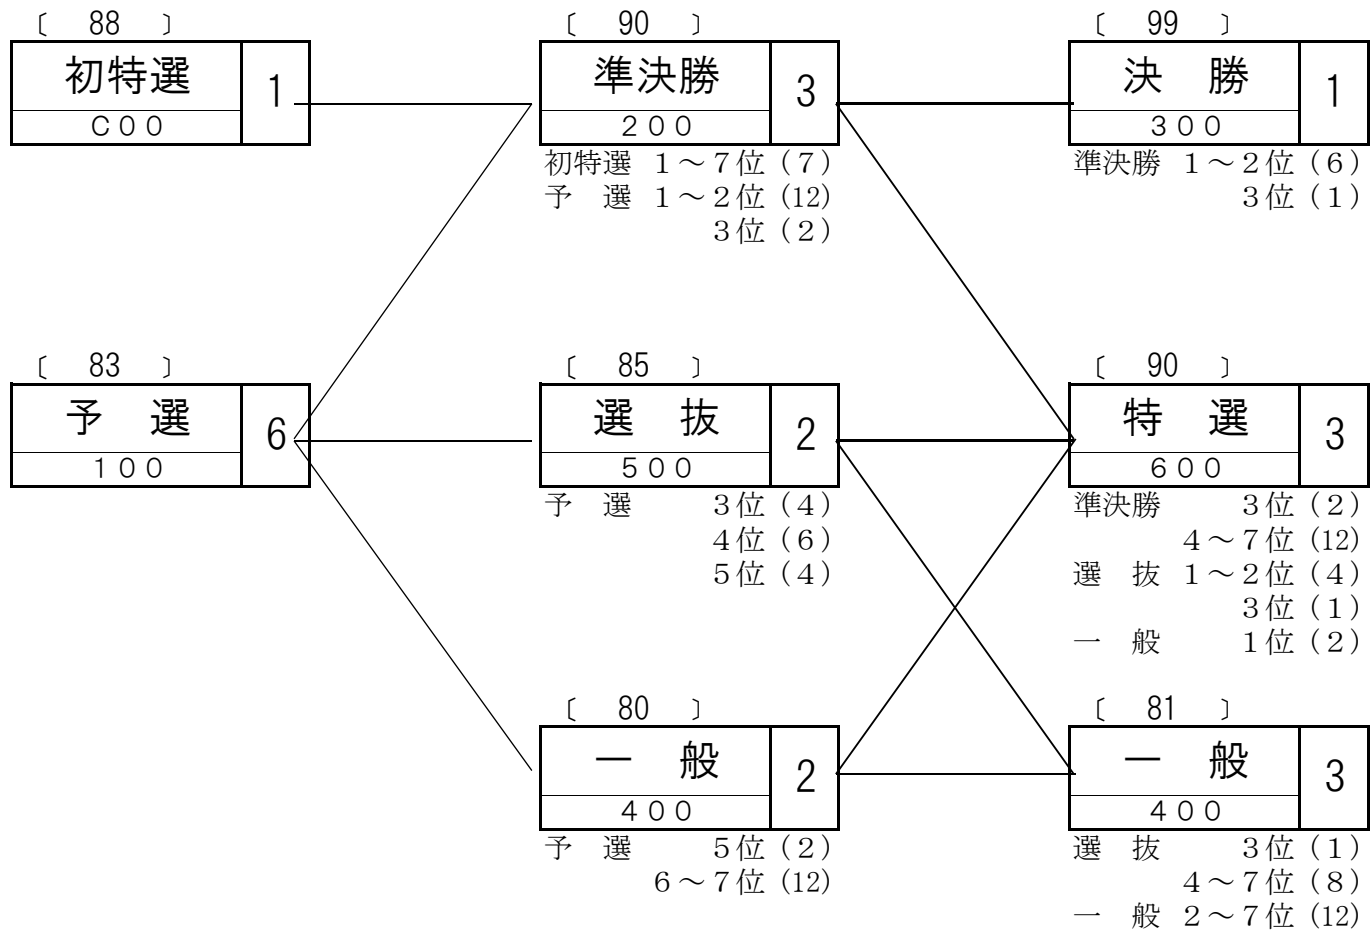 〔 88 〕
初特選 1
C00
〔 90 〕
準決勝 3
200
初特選 1～7位(7)
予 選 1～2位(12)
3位(2)
〔 99 〕
決 勝 1
300
準決勝 1～2位(6)
3位(1)
〔 83 〕
予 選 6
100
〔 85 〕
選 抜 2
500
予 選 3位(4)
4位(6)
5位(4)
〔 90 〕
特 選 3
600
準決勝 3位(2)
4～7位(12)
選 抜 1～2位(4)
3位(1)
一 般 1位(2)
〔 80 〕
一 般 2
400
予 選 5位(2)
6～7位(12)
〔 81 〕
一 般 3
400
選 抜 3位(1)
4～7位(8)
一 般 2～7位(12)